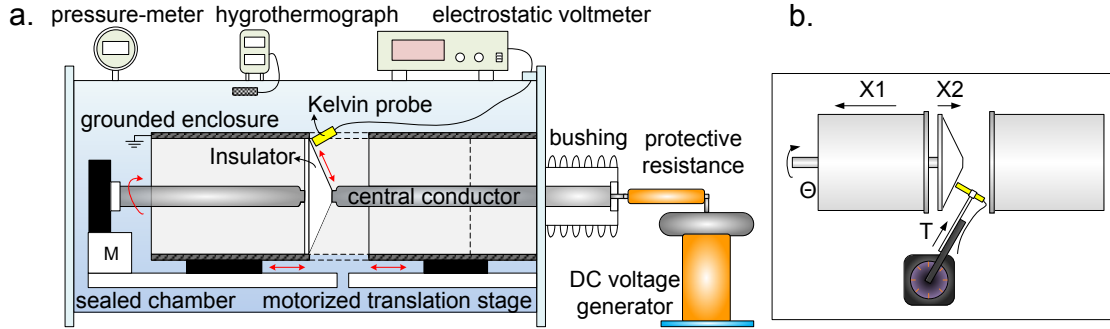 a.
pressure-meter
hygrothermograph
electrostatic voltmeter
Kelvin probe
grounded enclosure
Insulator
central conductor
bushing
protective
resistance
M
DC voltage
generator
sealed chamber
motorized translation stage
b.
X1
X2
Θ
T